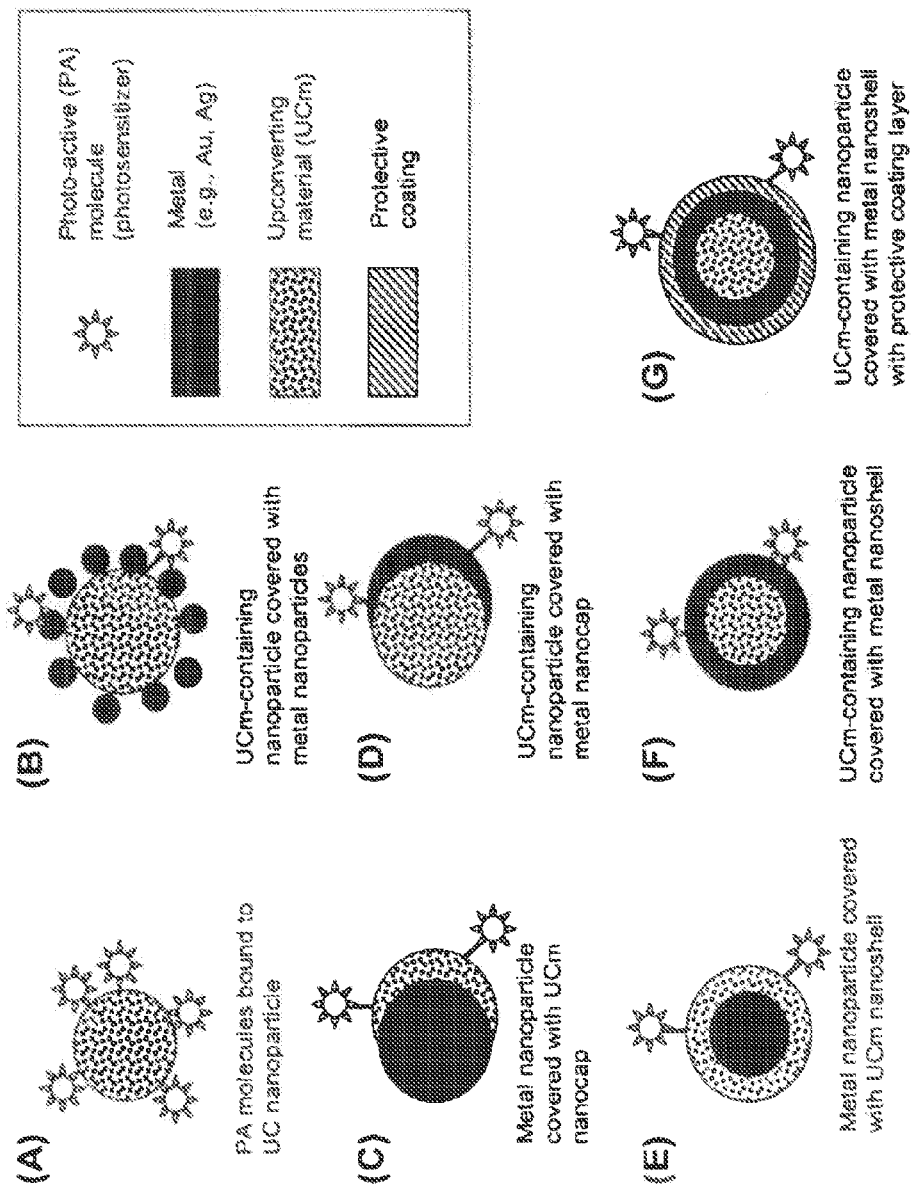 (A)
PA molecules bound to
UC nanoparticle
(B)
UCm-containing
nanoparticle covered with
metal nanoparticles
Photo-active (PA)
molecule
(photosensitizer)
Metal
(e.g., Au, Ag)
Upconverting
material (UCm)
Protective
coating
(C)
Metal nanoparticle
covered with UCm
nanocap
(D)
UCm-containing
nanoparticle covered with
metal nanocap
(E)
Metal nanoparticle covered
with UCm nanoshell
(F)
UCm-containing nanoparticle
covered with metal nanoshell
(G)
UCm-containing nanoparticle
covered with metal nanoshell
with protective coating layer